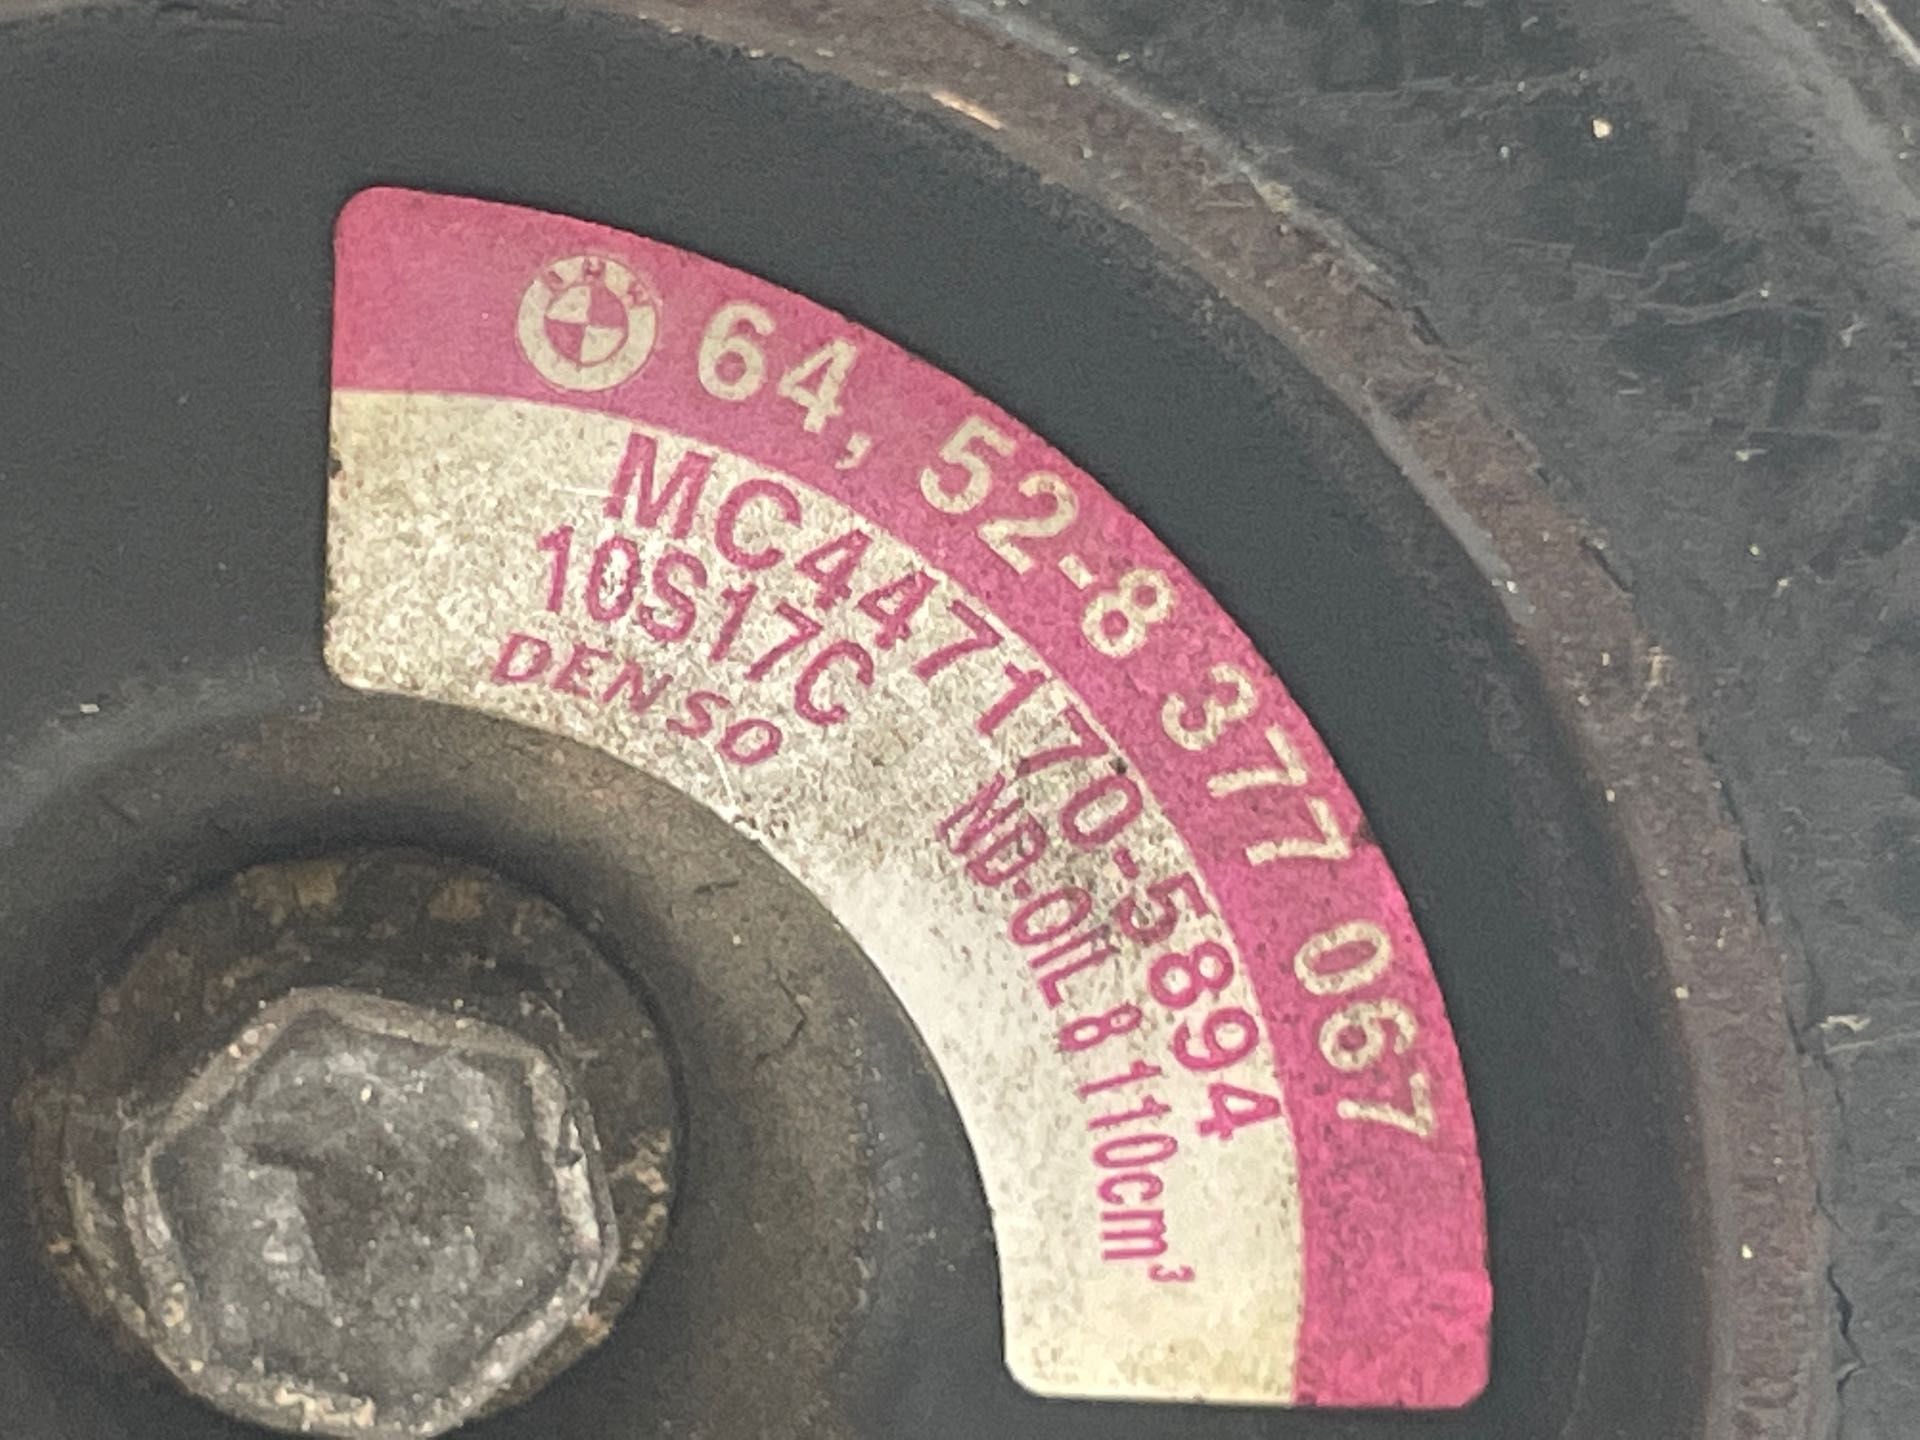 BMW 64, 52-8 377 067
MC447170-5894
10S17C ND-OIL 8 110cm³
DENSO